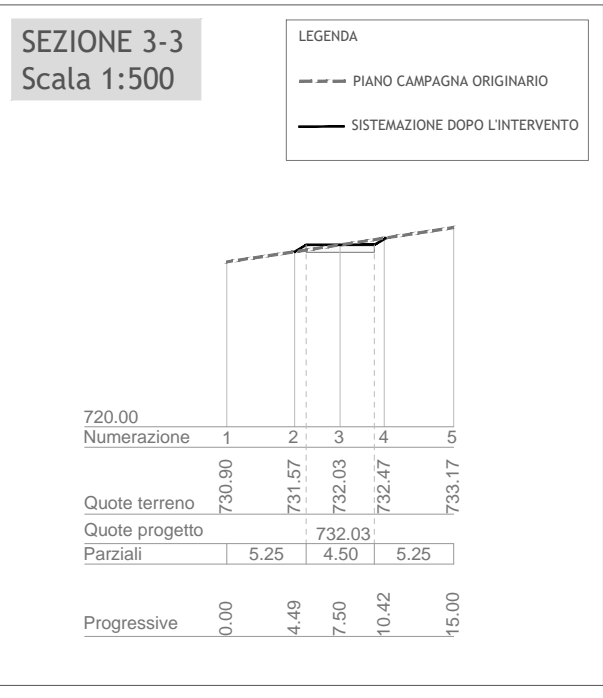 SEZIONE 3-3
Scala 1:500
LEGENDA
PIANO CAMPAGNA ORIGINARIO
SISTEMAZIONE DOPO L'INTERVENTO
720.00
Numerazione 1 2 3 4 5
Quote terreno 730.90 731.57 732.03 732.47 733.17
Quote progetto 732.03
Parziali 5.25 4.50 5.25
Progressive 0.00 4.49 7.50 10.42 15.00